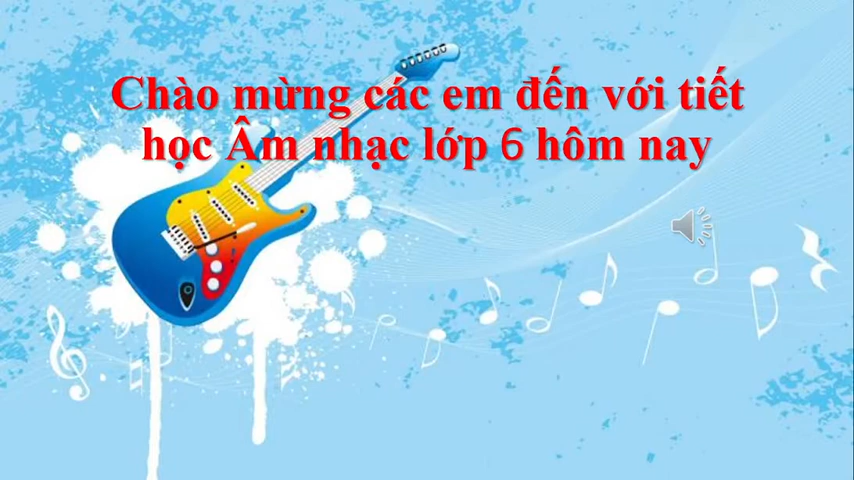 Chào mừng các em đến với tiết
học Âm nhạc lớp 6 hôm nay